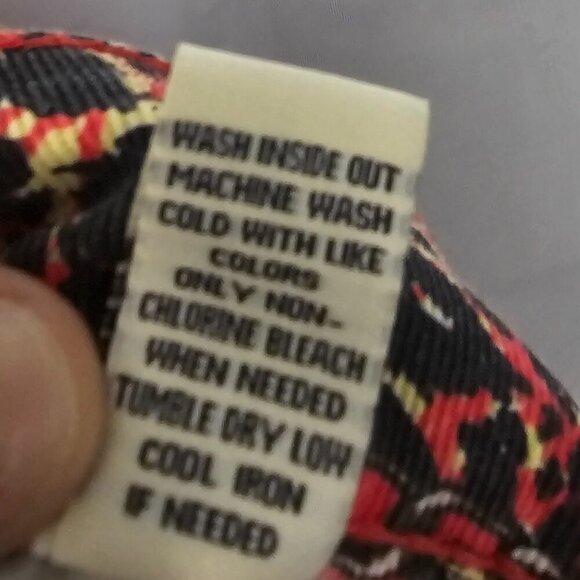 WASH INSIDE OUT
MACHINE WASH
COLD WITH LIKE
COLORS
ONLY NON-
CHLORINE BLEACH
WHEN NEEDED
TUMBLE DRY LOW
COOL IRON
IF NEEDED